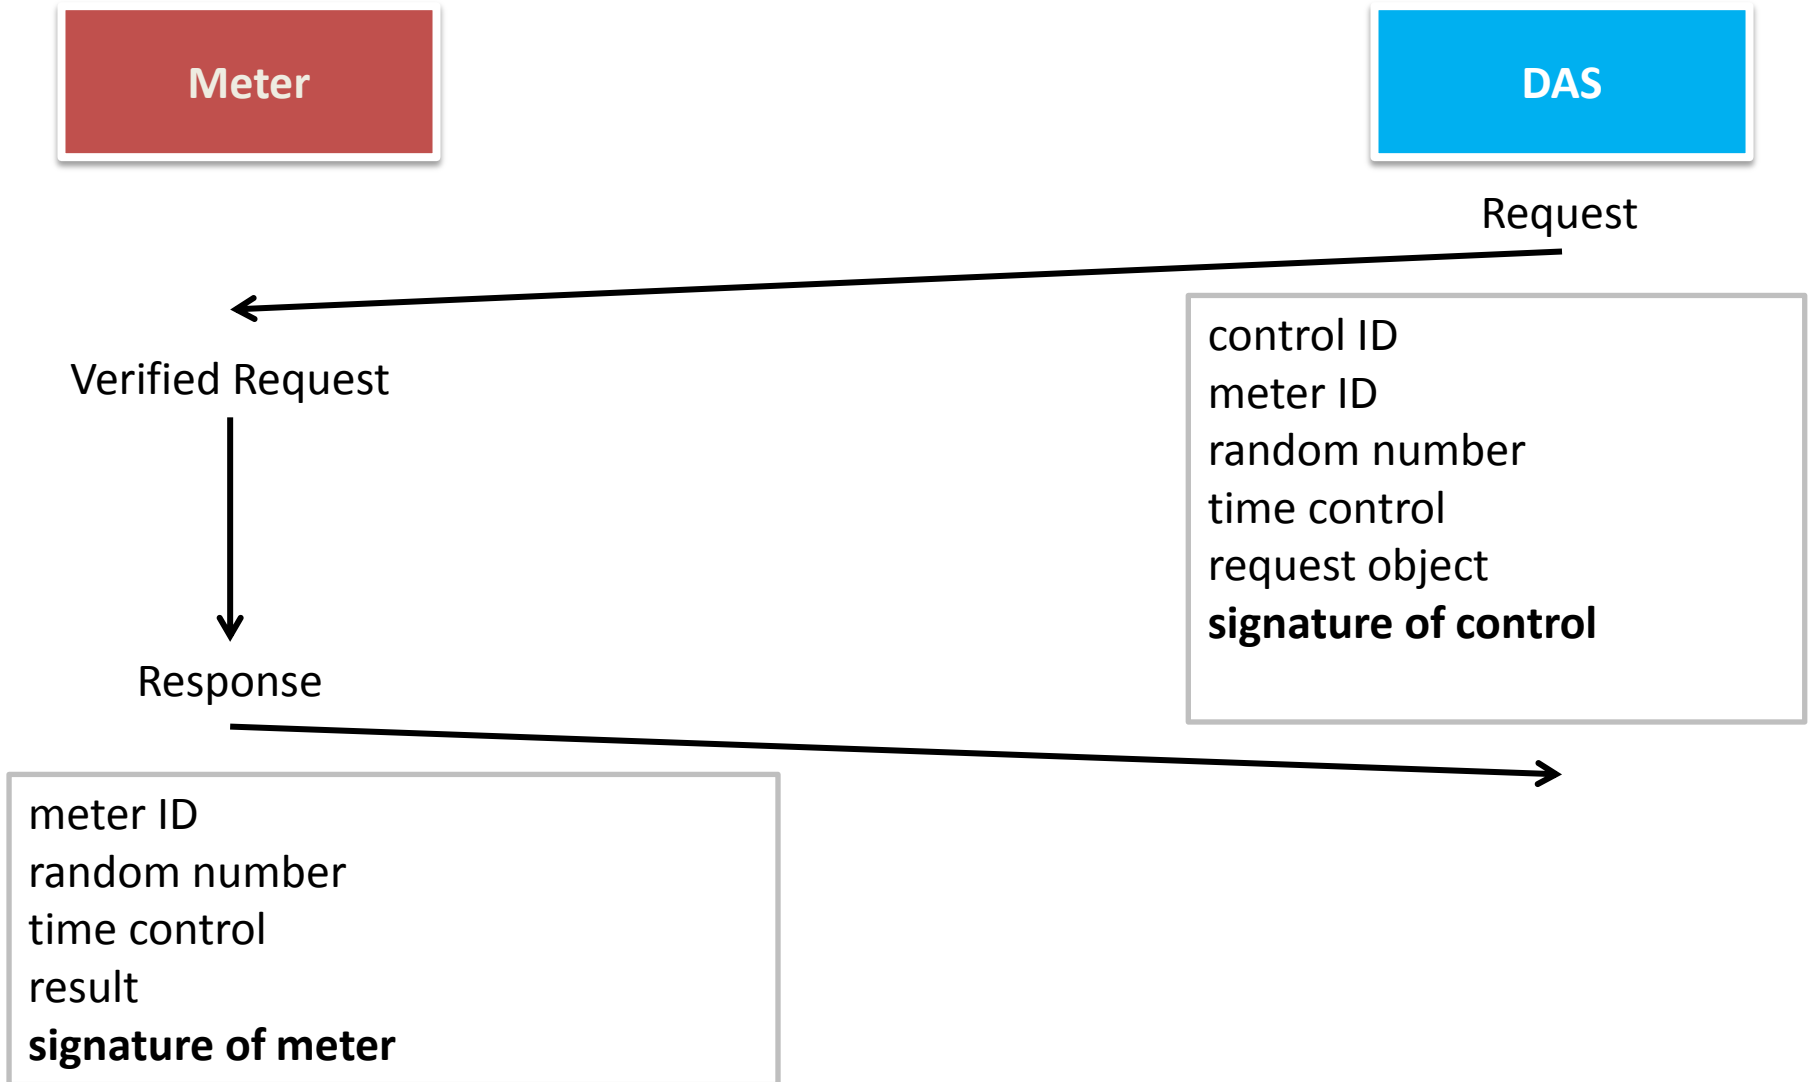 Meter
DAS
Request
control ID
meter ID
random number
time control
request object
signature of control
Verified Request
Response
meter ID
random number
time control
result
signature of meter